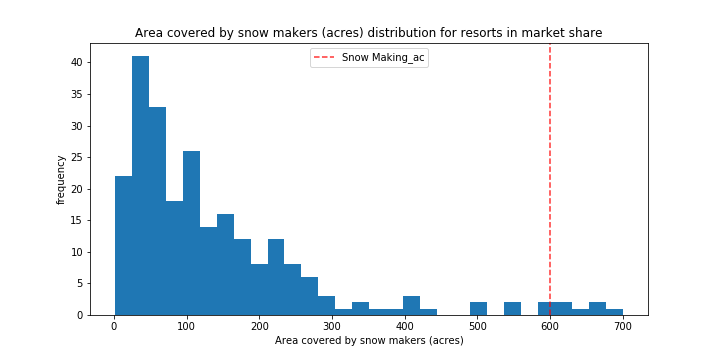 Area covered by snow makers (acres) distribution for resorts in market share
Snow Making_ac
frequency
40
35
30
25
20
15
10
5
0
0 100 200 300 400 500 600 700
Area covered by snow makers (acres)